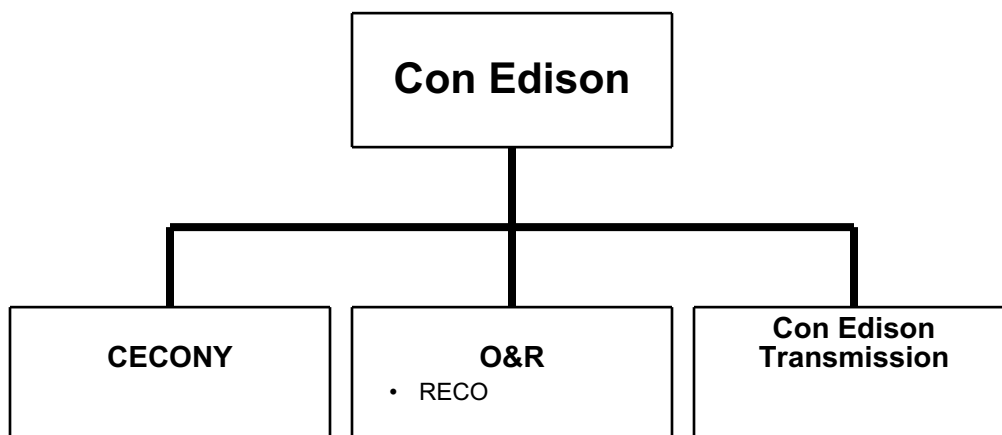 Con Edison
CECONY
O&R
• RECO
Con Edison
Transmission